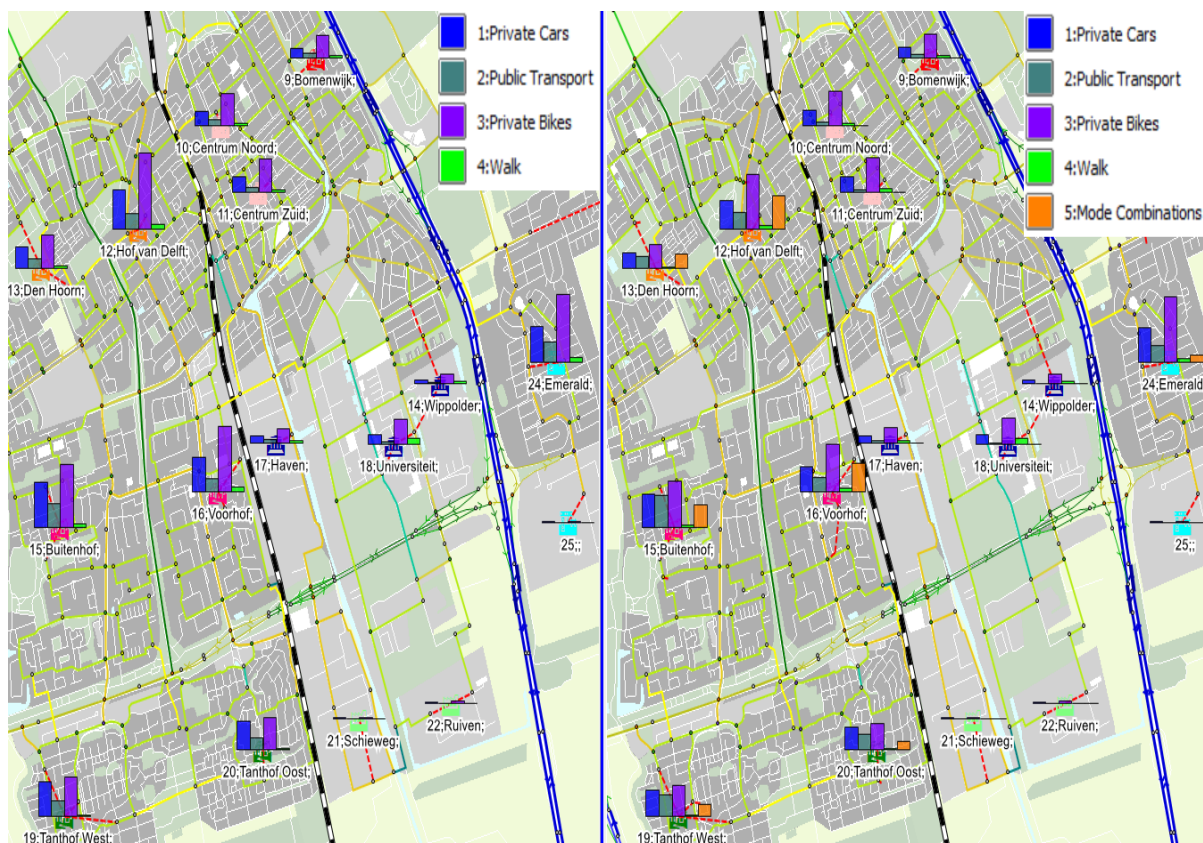 1:Private Cars
2:Public Transport
3:Private Bikes
4:Walk
9;Bomenwijk;
10;Centrum Noord;
11;Centrum Zuid;
12;Hof van Delft;
13;Den Hoorn;
24;Emerald;
14;Wippolder;
17;Haven;
18;Universiteit;
16;Voorhof;
15;Buitenhof;
25;;
22;Ruiven;
21;Schieweg;
20;Tanthof Oost;
19;Tanthof West;
1:Private Cars
2:Public Transport
3:Private Bikes
4:Walk
5:Mode Combinations
9;Bomenwijk;
10;Centrum Noord;
11;Centrum Zuid;
12;Hof van Delft;
13;Den Hoorn;
24;Emerald
14;Wippolder;
17;Haven;
18;Universiteit;
16;Voorhof;
15;Buitenhof;
25;;
22;Ruiven;
21;Schieweg;
20;Tanthof Oost;
19;Tanthof West;